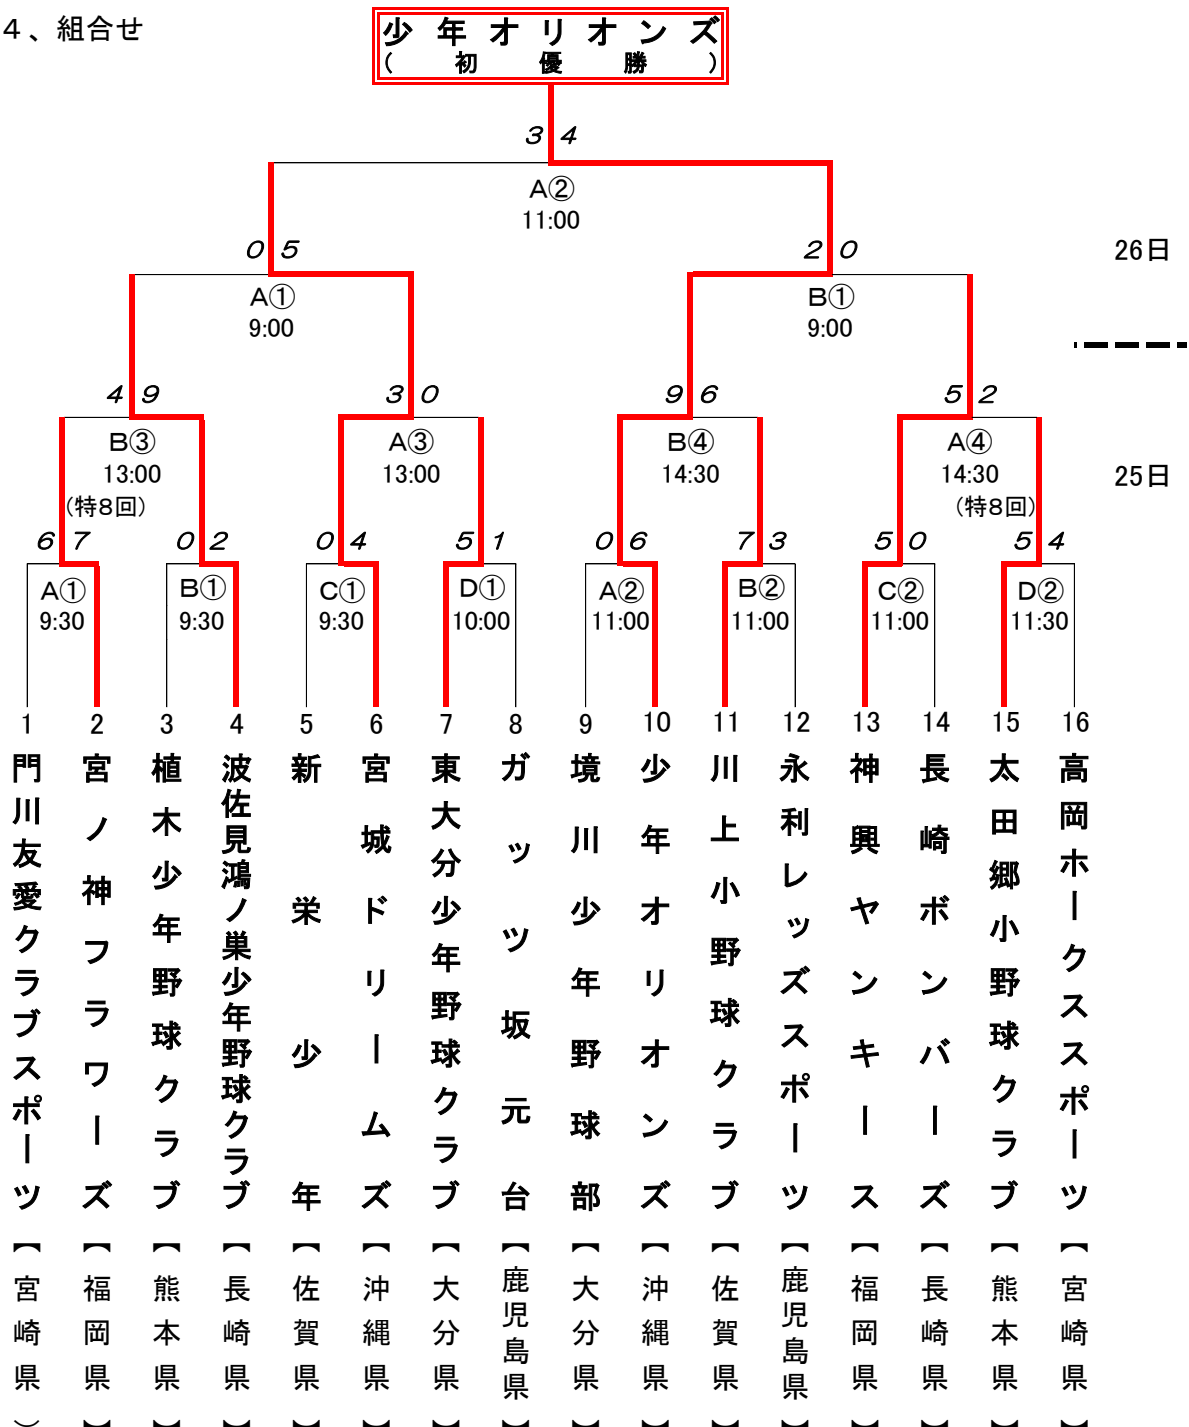 4、組合せ
少年オリオンズ
(初優勝)
3 4
A②
11:00
0 5
2 0
26日
A①
9:00
B①
9:00
4 9
3 0
9 6
5 2
B③
13:00
(特8回)
A③
13:00
B④
14:30
A④
14:30
(特8回)
25日
6 7
0 2
0 4
5 1
0 6
7 3
5 0
5 4
A①
9:30
B①
9:30
C①
9:30
D①
10:00
A②
11:00
B②
11:00
C②
11:00
D②
11:30
1
2
3
4
5
6
7
8
9
10
11
12
13
14
15
16
門川友愛クラブスポーツ【宮崎県
宮ノ神フラワーズ【福岡県】
植木少年野球クラブ【熊本県】
波佐見鴻ノ巣少年野球クラブ【長崎県】
新栄少年【佐賀県】
宮城ドリームズ【沖縄県】
東大分少年野球クラブ【大分県】
ガッツ坂元台【鹿児島県】
境川少年野球部【大分県】
少年オリオンズ【沖縄県】
川上小野球クラブ【佐賀県】
永利レッズスポーツ【鹿児島県】
神興ヤンキース【福岡県】
長崎ボンバーズ【長崎県】
太田郷小野球クラブ【熊本県】
高岡ホークススポーツ【宮崎県】